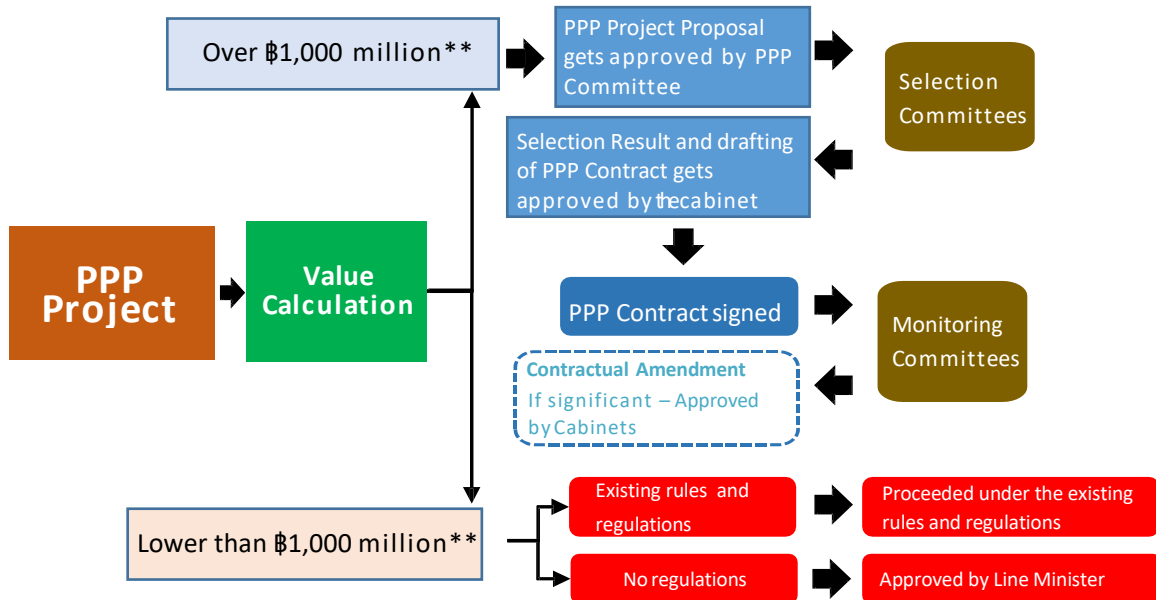 Over ฿1,000 million**
PPP Project Proposal
gets approved by PPP
Committee
Selection
Committees
Selection Result and drafting
of PPP Contract gets
approved by the cabinet
PPP
Project
Value
Calculation
PPP Contract signed
Monitoring
Committees
Contractual Amendment
If significant – Approved
by Cabinets
Lower than ฿1,000 million**
Existing rules and
regulations
Proceeded under the existing
rules and regulations
No regulations
Approved by Line Minister